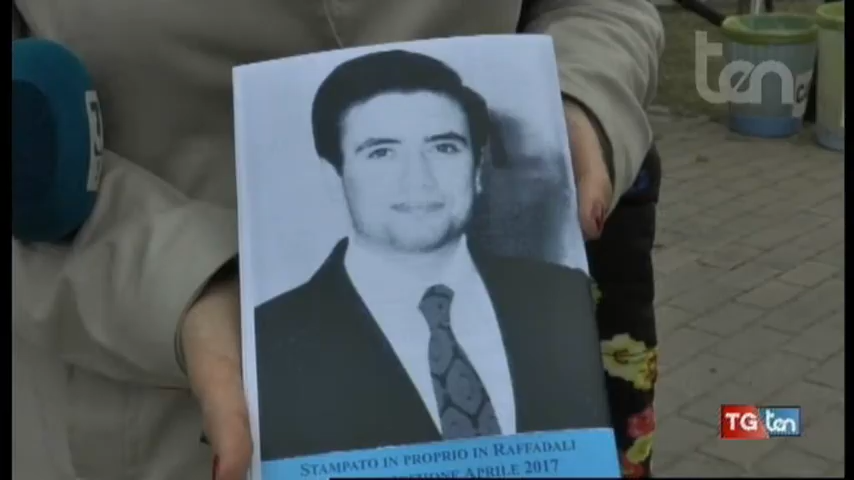 ten
STAMPATO IN PROPRIO IN RAFFADALI
APRILE 2017
TG ten